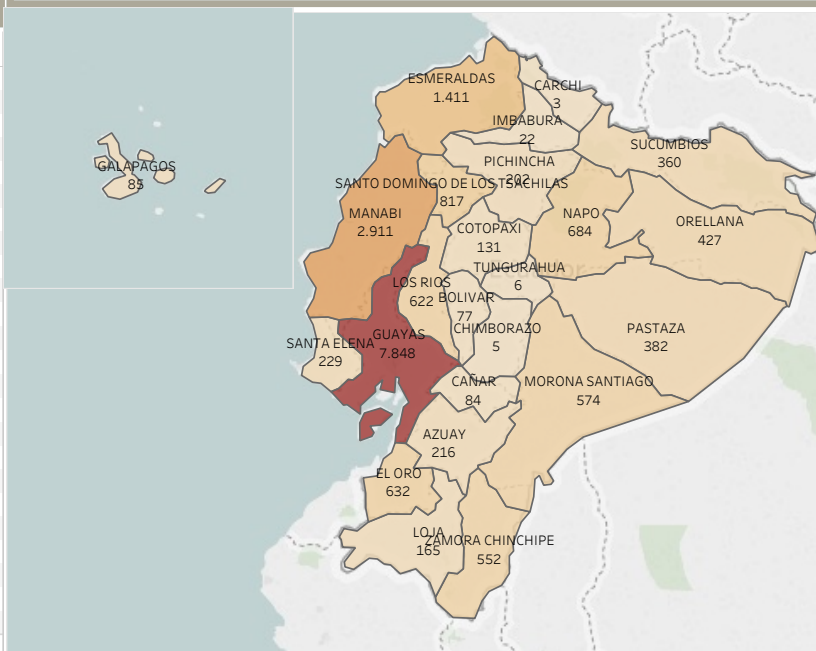 ESMERALDAS
1.411
CARCHI
3
IMBABURA
22
SUCUMBIOS
360
GALAPAGOS
85
PICHINCHA
202
SANTO DOMINGO DE LOS TSACHILAS
817
MANABI
2.911
NAPO
684
ORELLANA
427
COTOPAXI
131
TUNGURAHUA
6
Ecuador
LOS RIOS
622
BOLIVAR
77
CHIMBORAZO
5
PASTAZA
382
SANTA ELENA
229
GUAYAS
7.848
CAÑAR
84
MORONA SANTIAGO
574
AZUAY
216
EL ORO
632
LOJA
165
ZAMORA CHINCHIPE
552